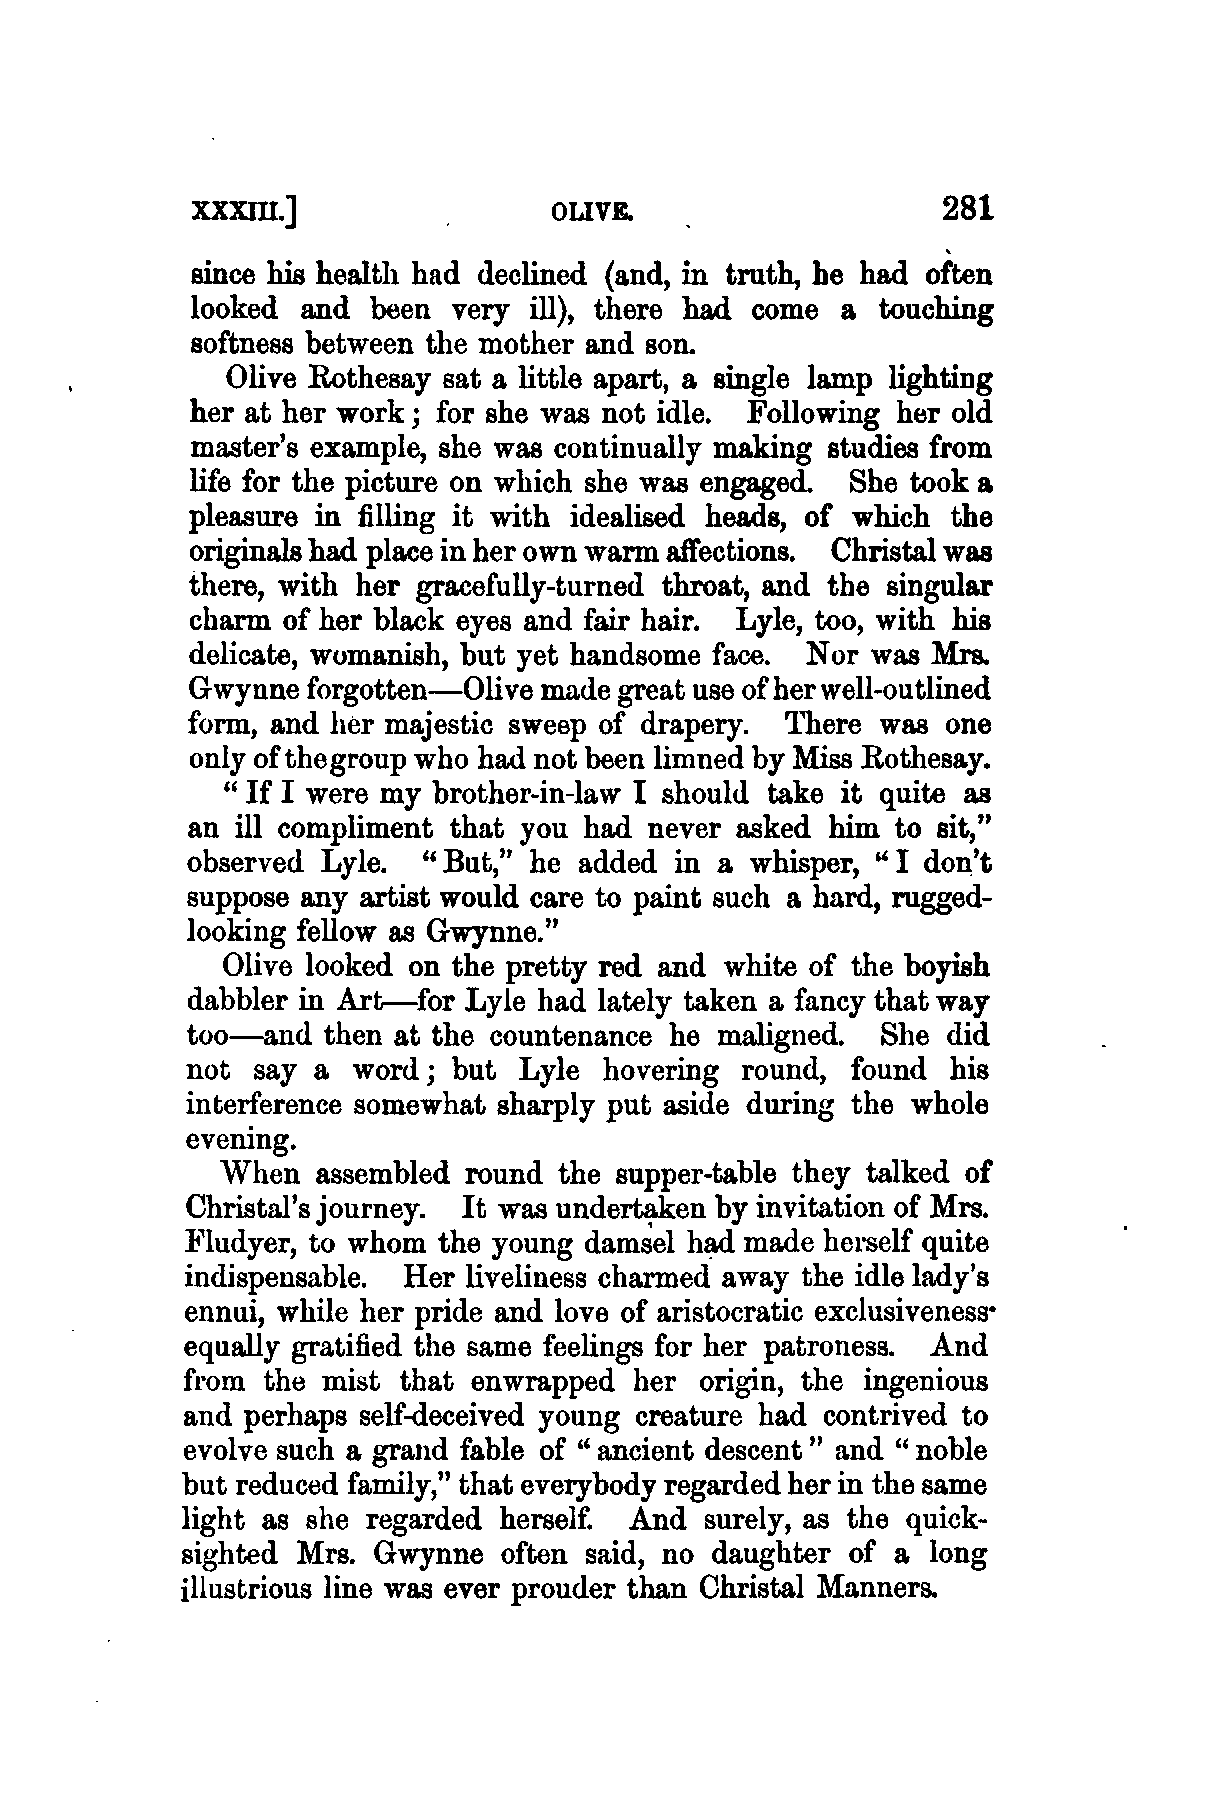 XXXIII.] OLIVE. 281
since his health had declined (and, in truth, he had often
looked and been very ill), there had come a touching
softness between the mother and son.
Olive Rothesay sat a little apart, a single lamp lighting
her at her work; for she was not idle. Following her old
master's example, she was continually making studies from
life for the picture on which she was engaged. She took a
pleasure in filling it with idealised heads, of which the
originals had place in her own warm affections. Christal was
there, with her gracefully-turned throat, and the singular
charm of her black eyes and fair hair. Lyle, too, with his
delicate, womanish, but yet handsome face. Nor was Mrs.
Gwynne forgotten—Olive made great use of her well-outlined
form, and her majestic sweep of drapery. There was one
only of the group who had not been limned by Miss Rothesay.
"If I were my brother-in-law I should take it quite as
an ill compliment that you had never asked him to sit,"
observed Lyle. "But," he added in a whisper, "I don't
suppose any artist would care to paint such a hard, rugged-
looking fellow as Gwynne."
Olive looked on the pretty red and white of the boyish
dabbler in Art—for Lyle had lately taken a fancy that way
too—and then at the countenance he maligned. She did
not say a word; but Lyle hovering round, found his
interference somewhat sharply put aside during the whole
evening.
When assembled round the supper-table they talked of
Christal's journey. It was undertaken by invitation of Mrs.
Fludyer, to whom the young damsel had made herself quite
indispensable. Her liveliness charmed away the idle lady's
ennui, while her pride and love of aristocratic exclusiveness
equally gratified the same feelings for her patroness. And
from the mist that enwrapped her origin, the ingenious
and perhaps self-deceived young creature had contrived to
evolve such a grand fable of "ancient descent" and "noble
but reduced family," that everybody regarded her in the same
light as she regarded herself. And surely, as the quick-
sighted Mrs. Gwynne often said, no daughter of a long
illustrious line was ever prouder than Christal Manners.